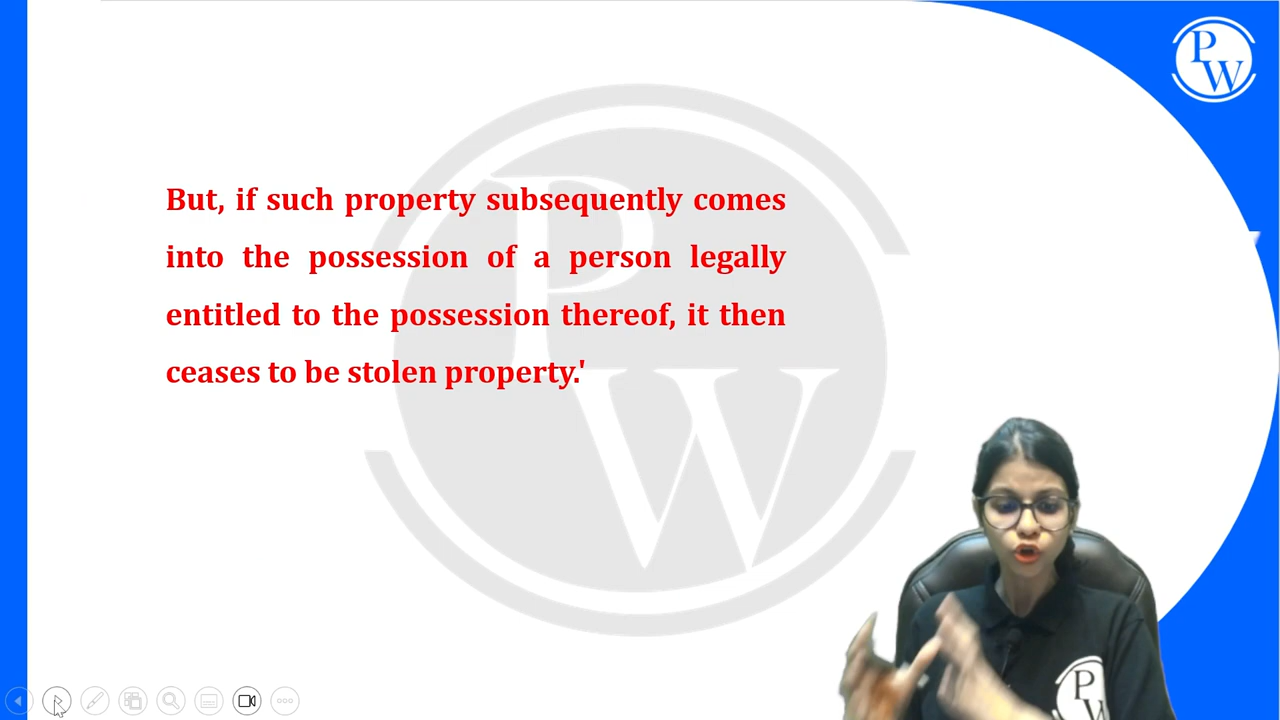 P
W
But, if such property subsequently comes
into the possession of a person legally
entitled to the possession thereof, it then
ceases to be stolen property.'
P
W
P
W